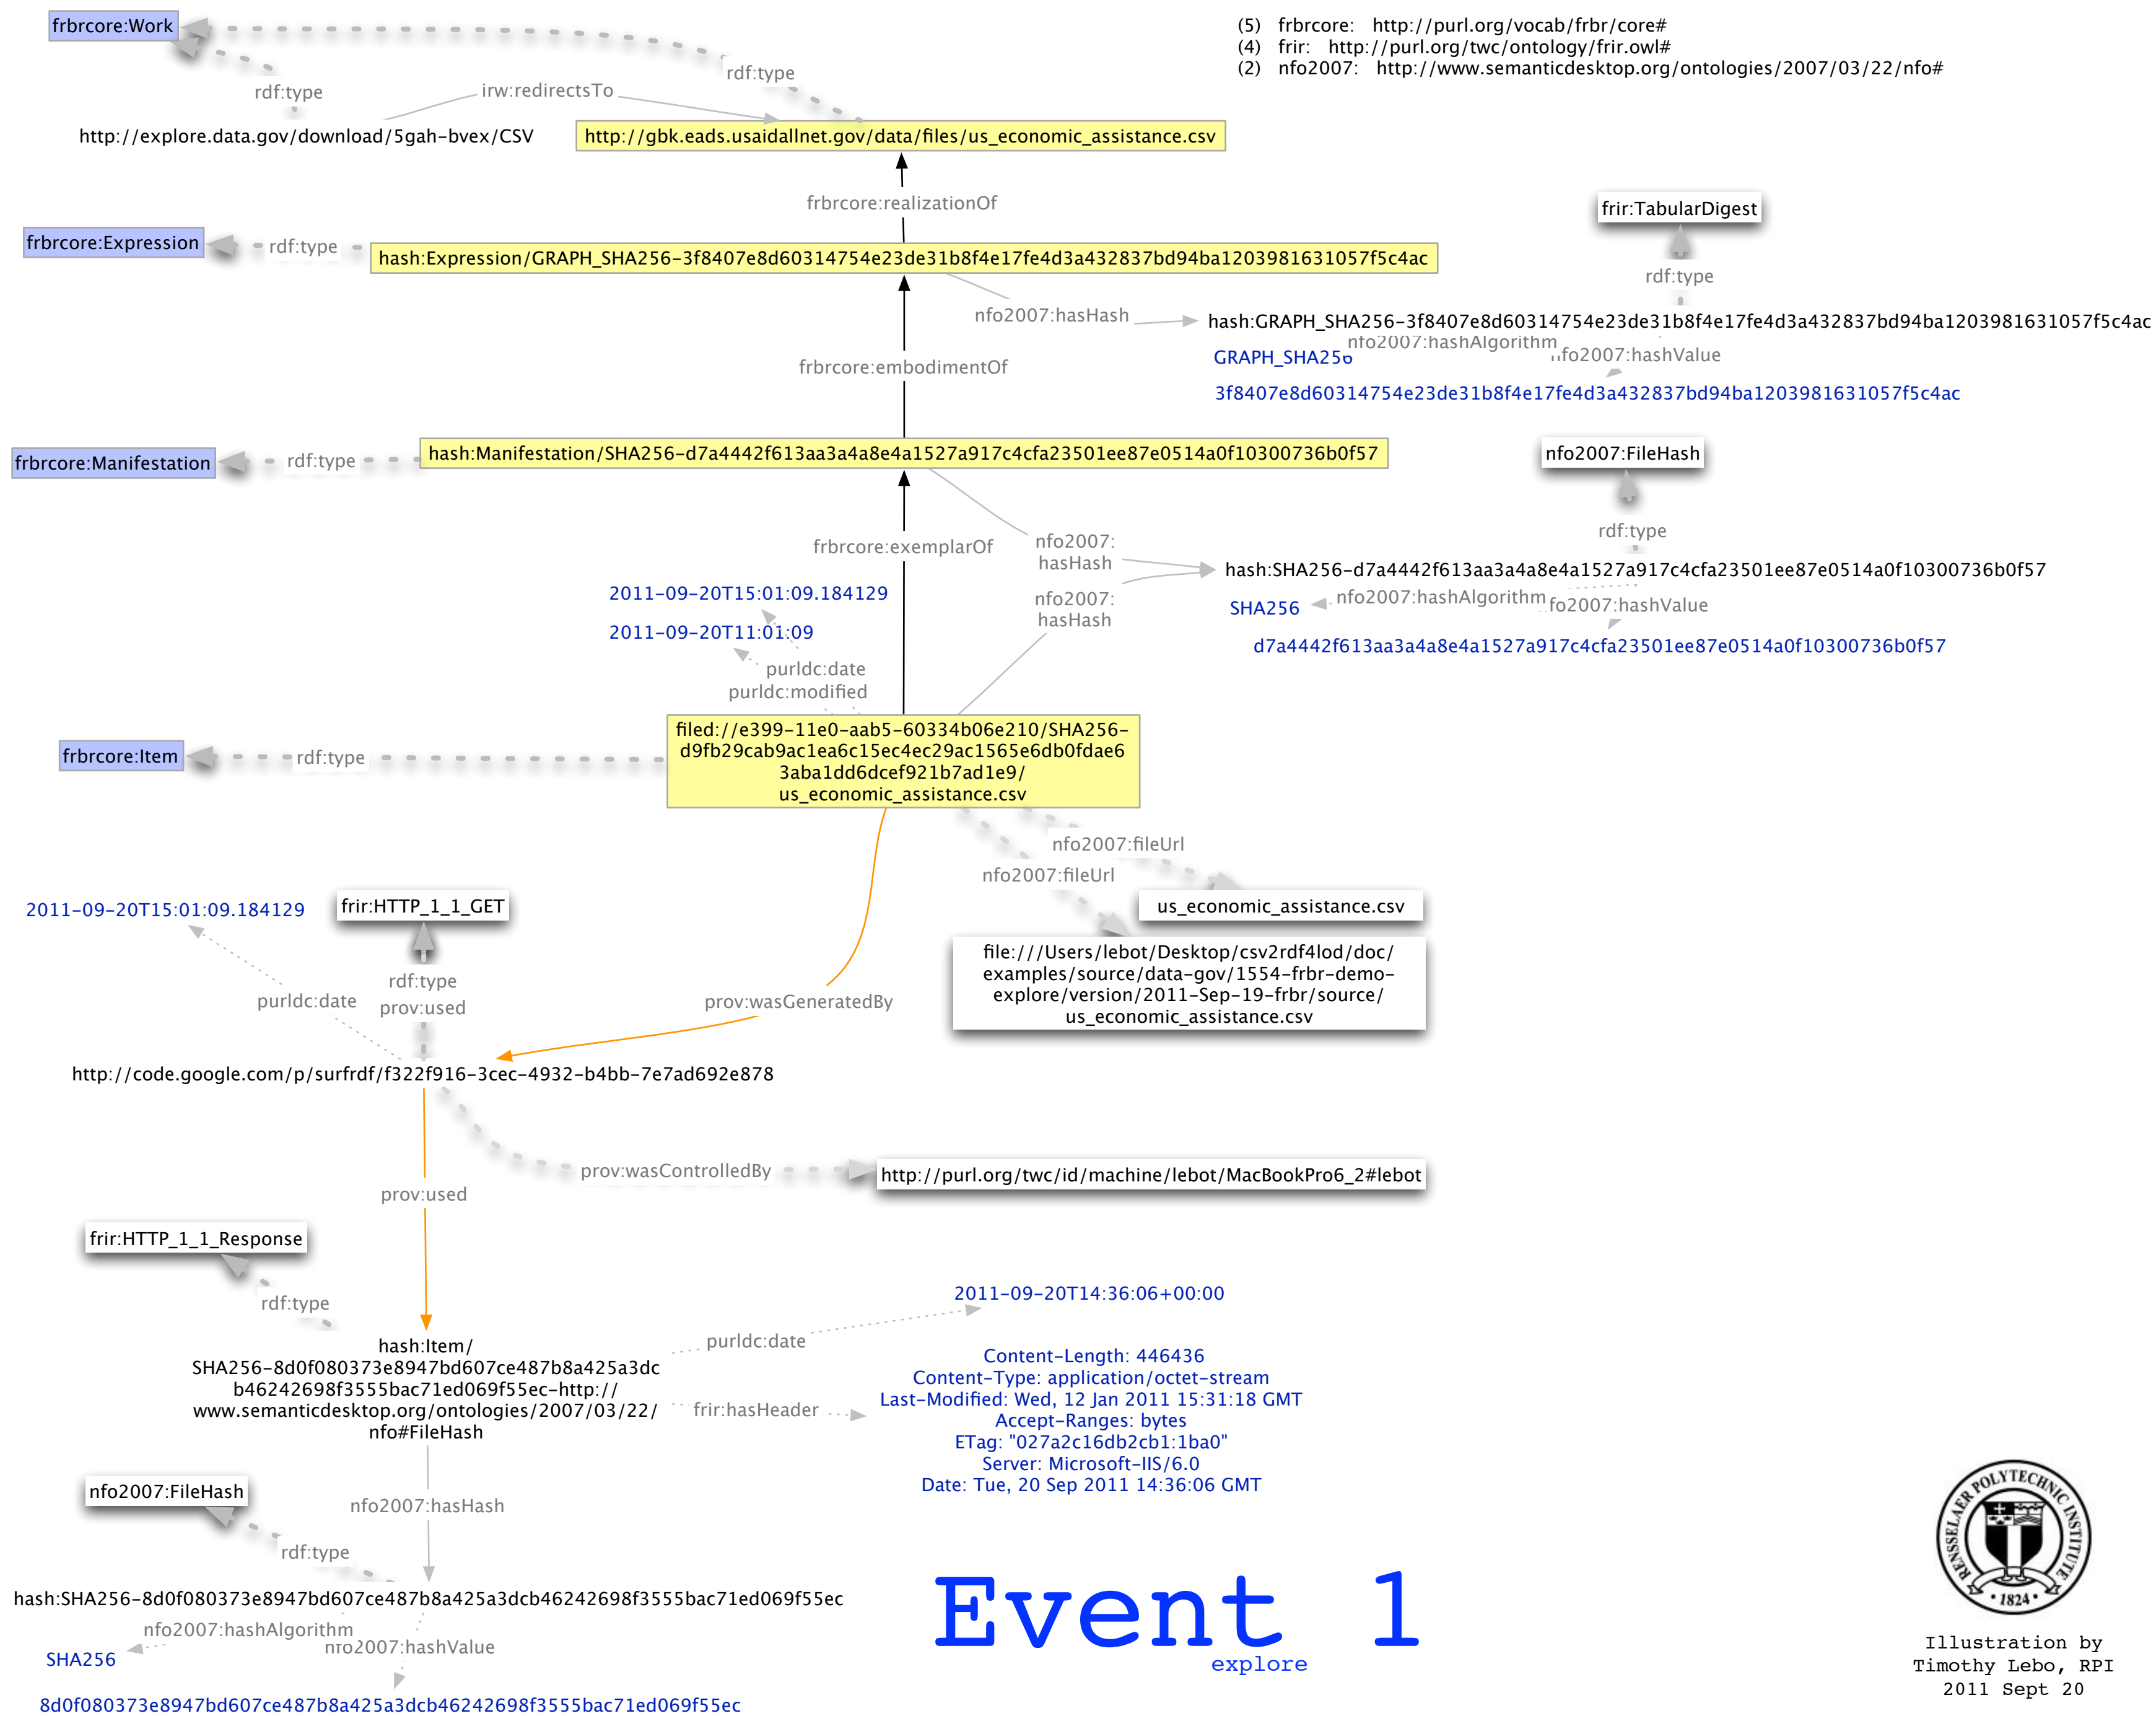 frbrcore:Work
(5) frbrcore: http://purl.org/vocab/frbr/core#
(4) frir: http://purl.org/twc/ontology/frir.owl#
(2) nfo2007: http://www.semanticdesktop.org/ontologies/2007/03/22/nfo#
rdf:type
rdf:type
irw:redirectsTo
http://explore.data.gov/download/5gah-bvex/CSV
http://gbk.eads.usaidallnet.gov/data/files/us_economic_assistance.csv
frbrcore:realizationOf
frir:TabularDigest
frbrcore:Expression
rdf:type
hash:Expression/GRAPH_SHA256-3f8407e8d60314754e23de31b8f4e17fe4d3a432837bd94ba1203981631057f5c4ac
rdf:type
nfo2007:hasHash
hash:GRAPH_SHA256-3f8407e8d60314754e23de31b8f4e17fe4d3a432837bd94ba1203981631057f5c4ac
nfo2007:hashAlgorithm
GRAPH_SHA256
nfo2007:hashValue
frbrcore:embodimentOf
3f8407e8d60314754e23de31b8f4e17fe4d3a432837bd94ba1203981631057f5c4ac
frbrcore:Manifestation
rdf:type
hash:Manifestation/SHA256-d7a4442f613aa3a4a8e4a1527a917c4cfa23501ee87e0514a0f10300736b0f57
nfo2007:FileHash
rdf:type
frbrcore:exemplarOf
nfo2007:
hasHash
hash:SHA256-d7a4442f613aa3a4a8e4a1527a917c4cfa23501ee87e0514a0f10300736b0f57
2011-09-20T15:01:09.184129
nfo2007:
hasHash
nfo2007:hashAlgorithm
SHA256
nfo2007:hashValue
2011-09-20T11:01:09
d7a4442f613aa3a4a8e4a1527a917c4cfa23501ee87e0514a0f10300736b0f57
purldc:date
purldc:modified
frbrcore:Item
rdf:type
filed://e399-11e0-aab5-60334b06e210/SHA256-
d9fb29cab9ac1ea6c15ec4ec29ac1565e6db0fdae6
3aba1dd6dcef921b7ad1e9/
us_economic_assistance.csv
nfo2007:fileUrl
nfo2007:fileUrl
us_economic_assistance.csv
2011-09-20T15:01:09.184129
frir:HTTP_1_1_GET
file:///Users/lebot/Desktop/csv2rdf4lod/doc/
examples/source/data-gov/1554-frbr-demo-
explore/version/2011-Sep-19-frbr/source/
us_economic_assistance.csv
rdf:type
purldc:date
prov:used
prov:wasGeneratedBy
http://code.google.com/p/surfrdf/f322f916-3cec-4932-b4bb-7e7ad692e878
prov:wasControlledBy
http://purl.org/twc/id/machine/lebot/MacBookPro6_2#lebot
prov:used
frir:HTTP_1_1_Response
rdf:type
2011-09-20T14:36:06+00:00
purldc:date
hash:Item/
SHA256-8d0f080373e8947bd607ce487b8a425a3dc
b46242698f3555bac71ed069f55ec-http://
www.semanticdesktop.org/ontologies/2007/03/22/
nfo#FileHash
frir:hasHeader
Content-Length: 446436
Content-Type: application/octet-stream
Last-Modified: Wed, 12 Jan 2011 15:31:18 GMT
Accept-Ranges: bytes
ETag: "027a2c16db2cb1:1ba0"
Server: Microsoft-IIS/6.0
Date: Tue, 20 Sep 2011 14:36:06 GMT
nfo2007:FileHash
nfo2007:hasHash
rdf:type
hash:SHA256-8d0f080373e8947bd607ce487b8a425a3dcb46242698f3555bac71ed069f55ec
nfo2007:hashAlgorithm
nfo2007:hashValue
SHA256
8d0f080373e8947bd607ce487b8a425a3dcb46242698f3555bac71ed069f55ec
Event 1
explore
RENSSELAER POLYTECHNIC INSTITUTE
1824
Illustration by
Timothy Lebo, RPI
2011 Sept 20